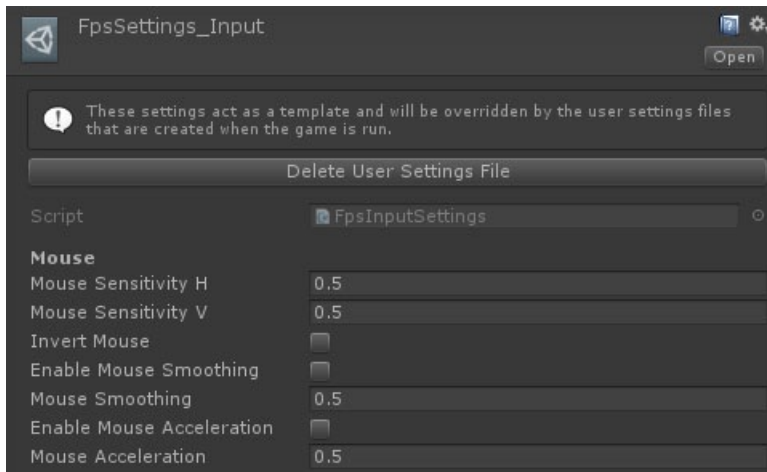 FpsSettings_Input
Open
These settings act as a template and will be overridden by the user settings files
that are created when the game is run.
Delete User Settings File
Script FpsInputSettings
Mouse
Mouse Sensitivity H 0.5
Mouse Sensitivity V 0.5
Invert Mouse
Enable Mouse Smoothing
Mouse Smoothing 0.5
Enable Mouse Acceleration
Mouse Acceleration 0.5